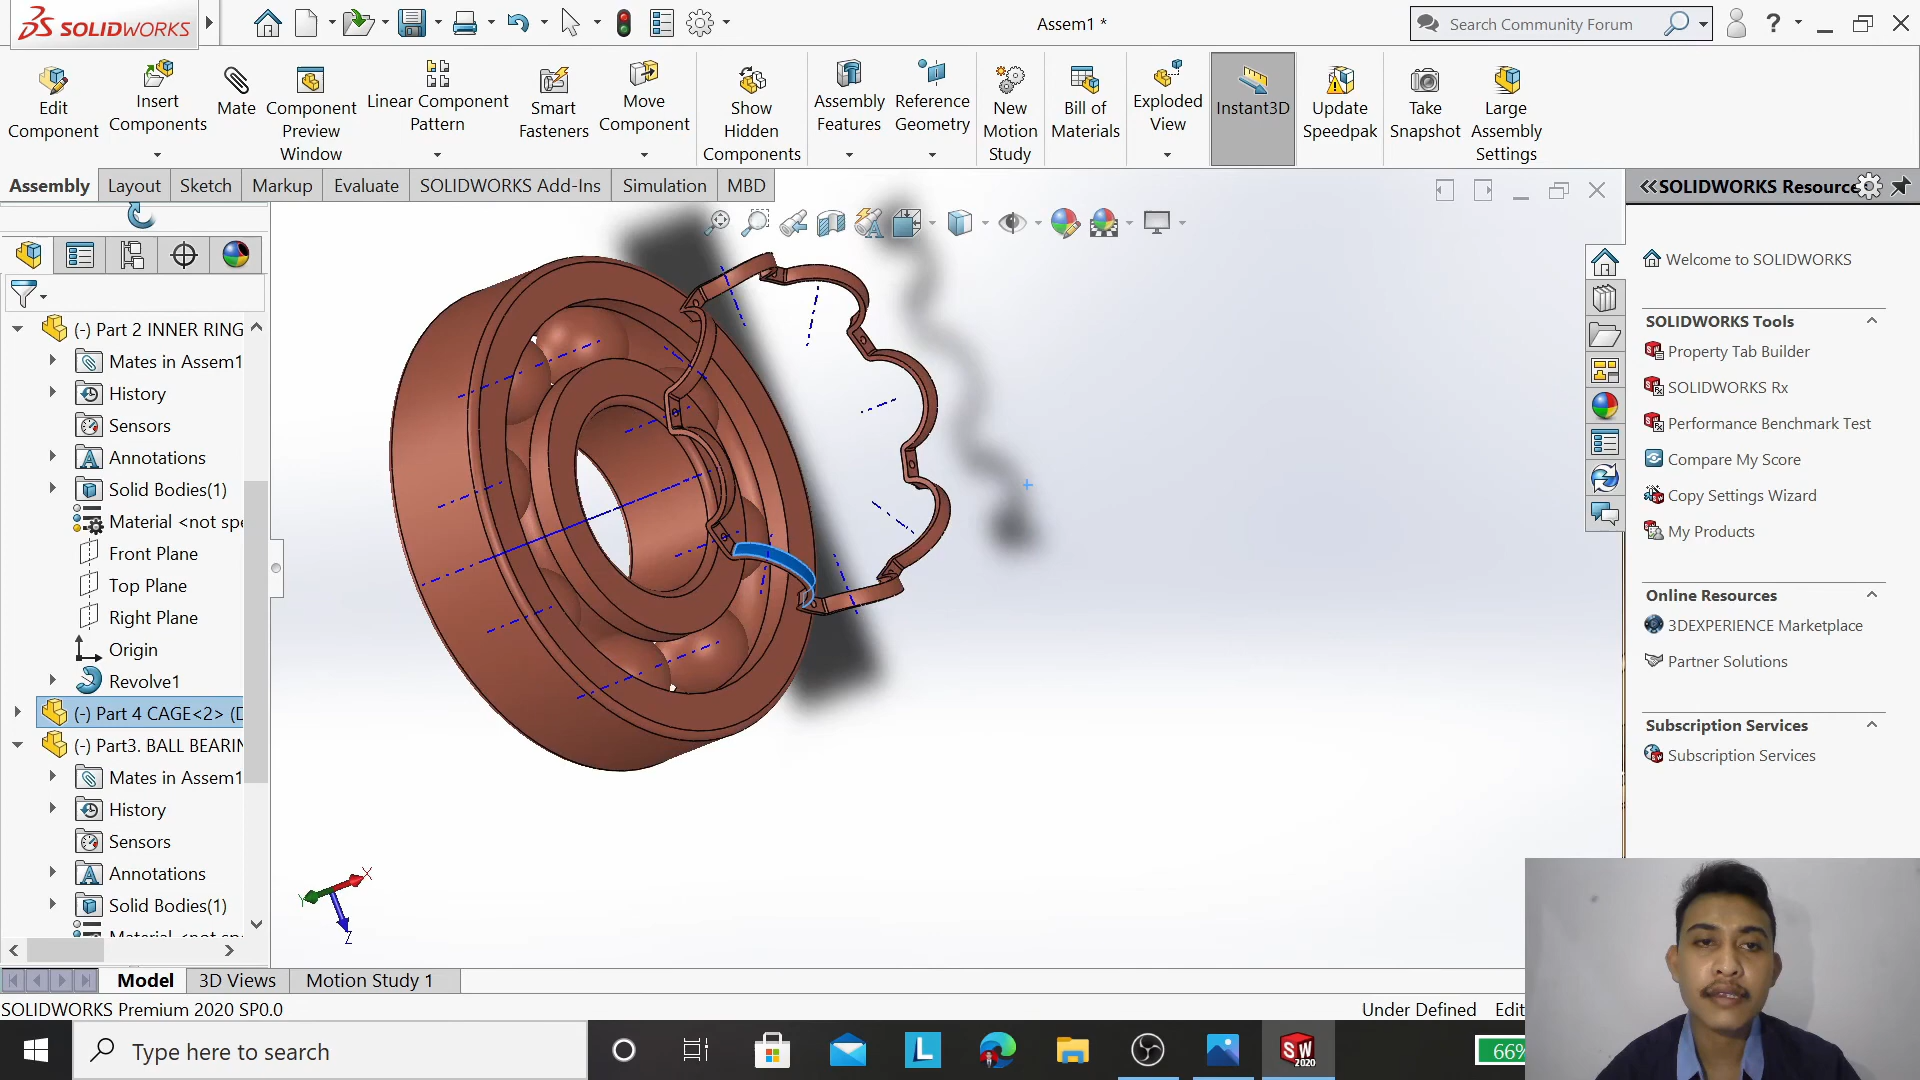 SOLIDWORKS
Assem1 *
Search Community Forum
?
Edit Component
Insert Components
Mate
Component Preview Window
Linear Component Pattern
Smart Fasteners
Move Component
Show Hidden Components
Assembly Features
Reference Geometry
New Motion Study
Bill of Materials
Exploded View
Instant3D
Update Speedpak
Take Snapshot
Large Assembly Settings
Assembly
Layout
Sketch
Markup
Evaluate
SOLIDWORKS Add-Ins
Simulation
MBD
(-) Part 2 INNER RING
Mates in Assem1
History
Sensors
Annotations
Solid Bodies(1)
Material <not spe
Front Plane
Top Plane
Right Plane
Origin
Revolve1
(-) Part 4 CAGE<2> (D
(-) Part3. BALL BEARIN
Mates in Assem1
History
Sensors
Annotations
Solid Bodies(1)
X
Y
Z
SOLIDWORKS Resource
Welcome to SOLIDWORKS
SOLIDWORKS Tools
Property Tab Builder
SOLIDWORKS Rx
Performance Benchmark Test
Compare My Score
Copy Settings Wizard
My Products
Online Resources
3DEXPERIENCE Marketplace
Partner Solutions
Subscription Services
Subscription Services
Model
3D Views
Motion Study 1
SOLIDWORKS Premium 2020 SP0.0
Under Defined
Edit
Type here to search
L
SW
2020
66%